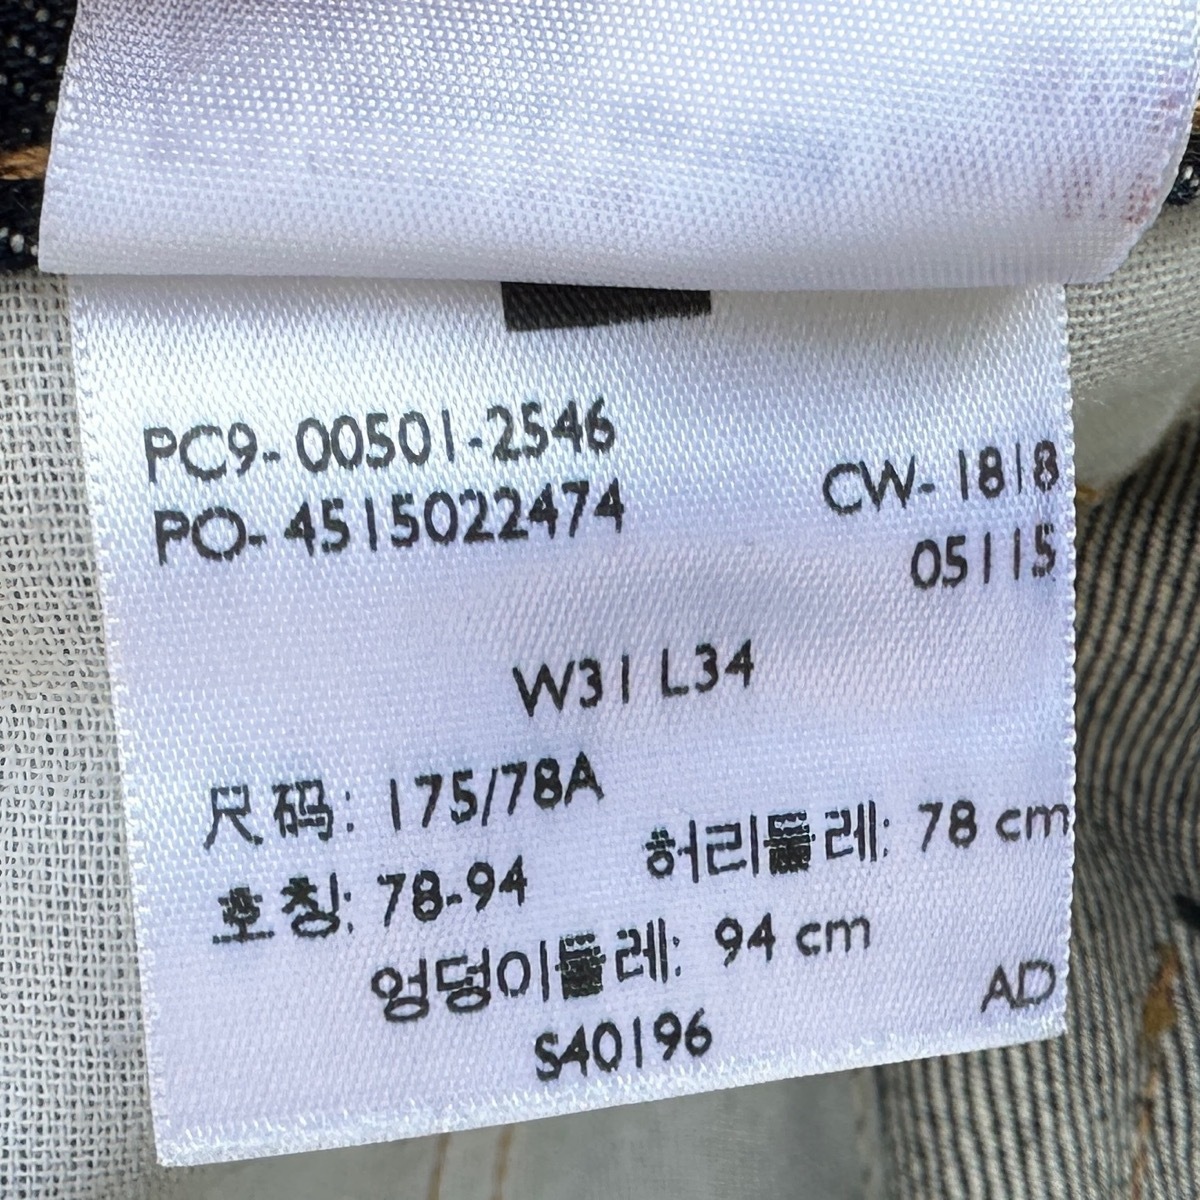 PC9-00501-2546
PO-4515022474
CW-1818
05115
W31 L34
尺码: 175/78A
호칭: 78-94
허리둘레: 78 cm
엉덩이둘레: 94 cm
AD
S40196